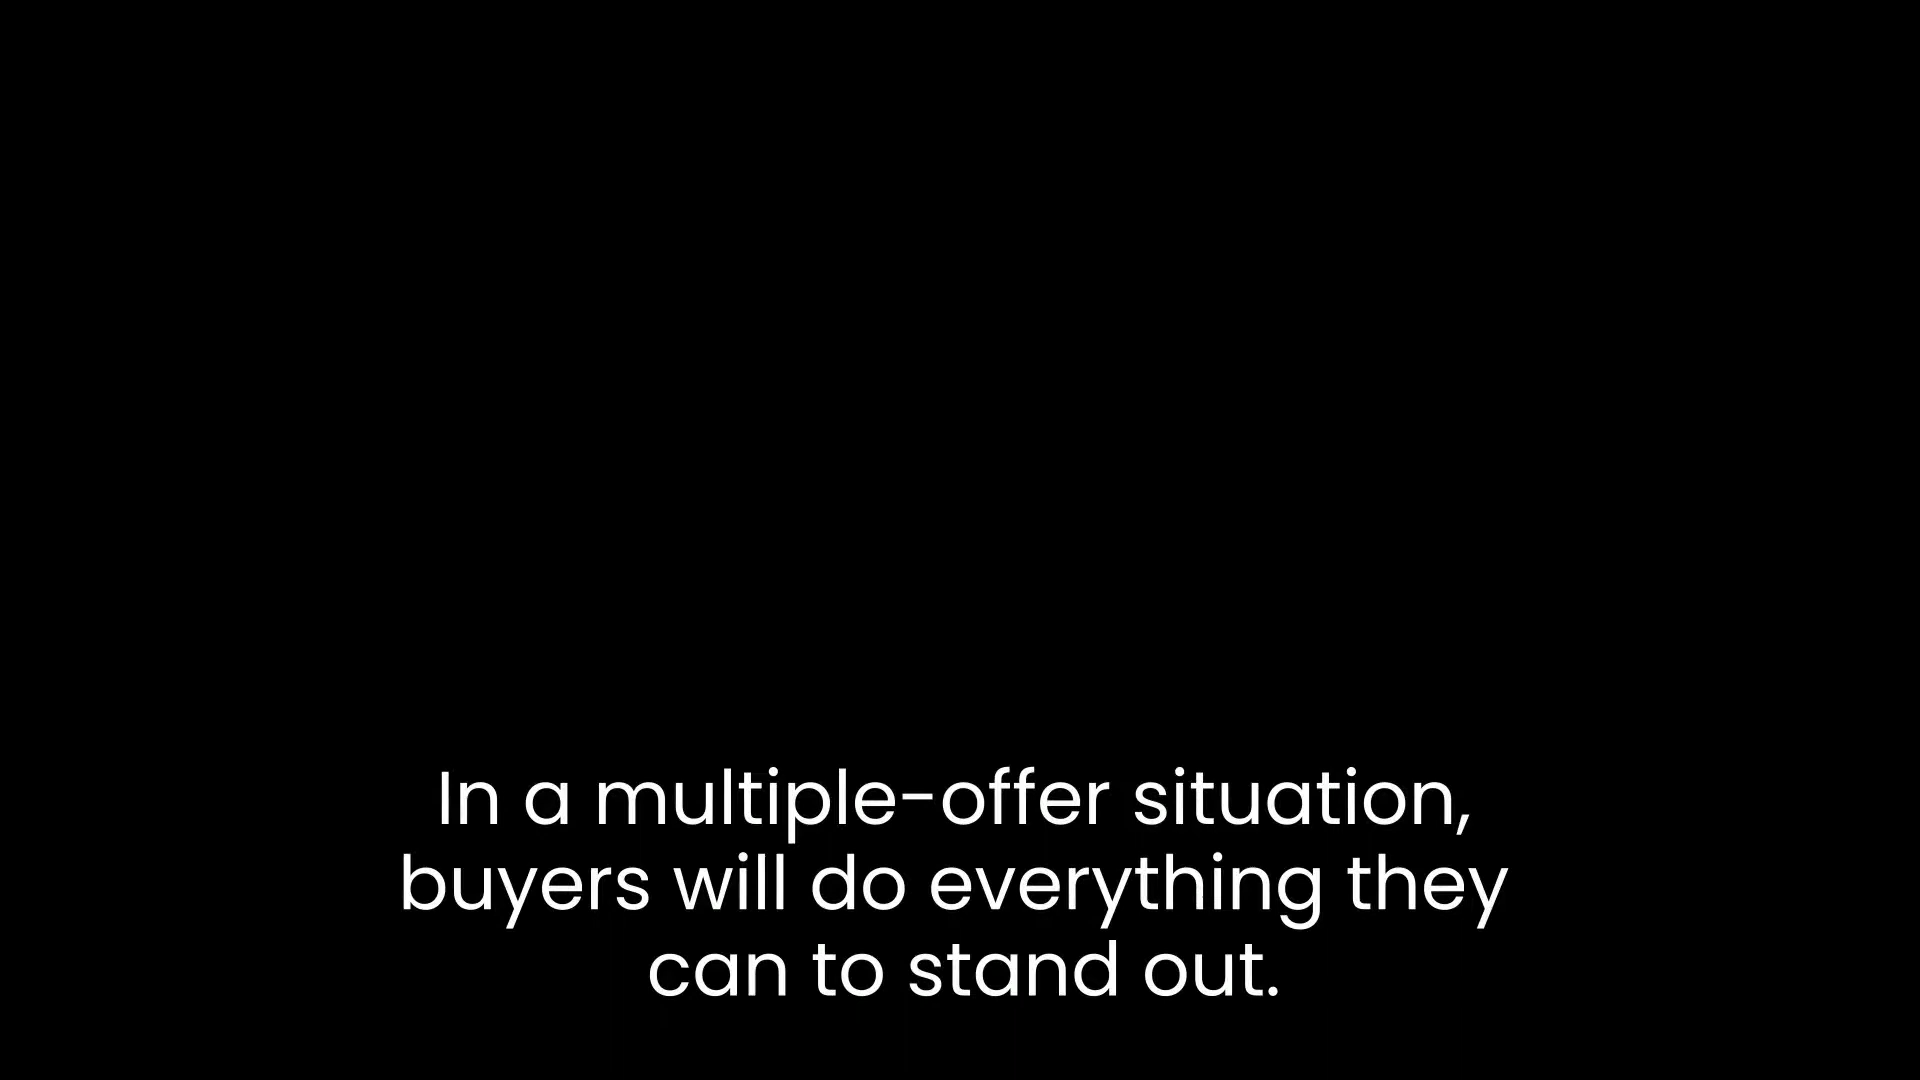 In a multiple-offer situation,
buyers will do everything they
can to stand out.